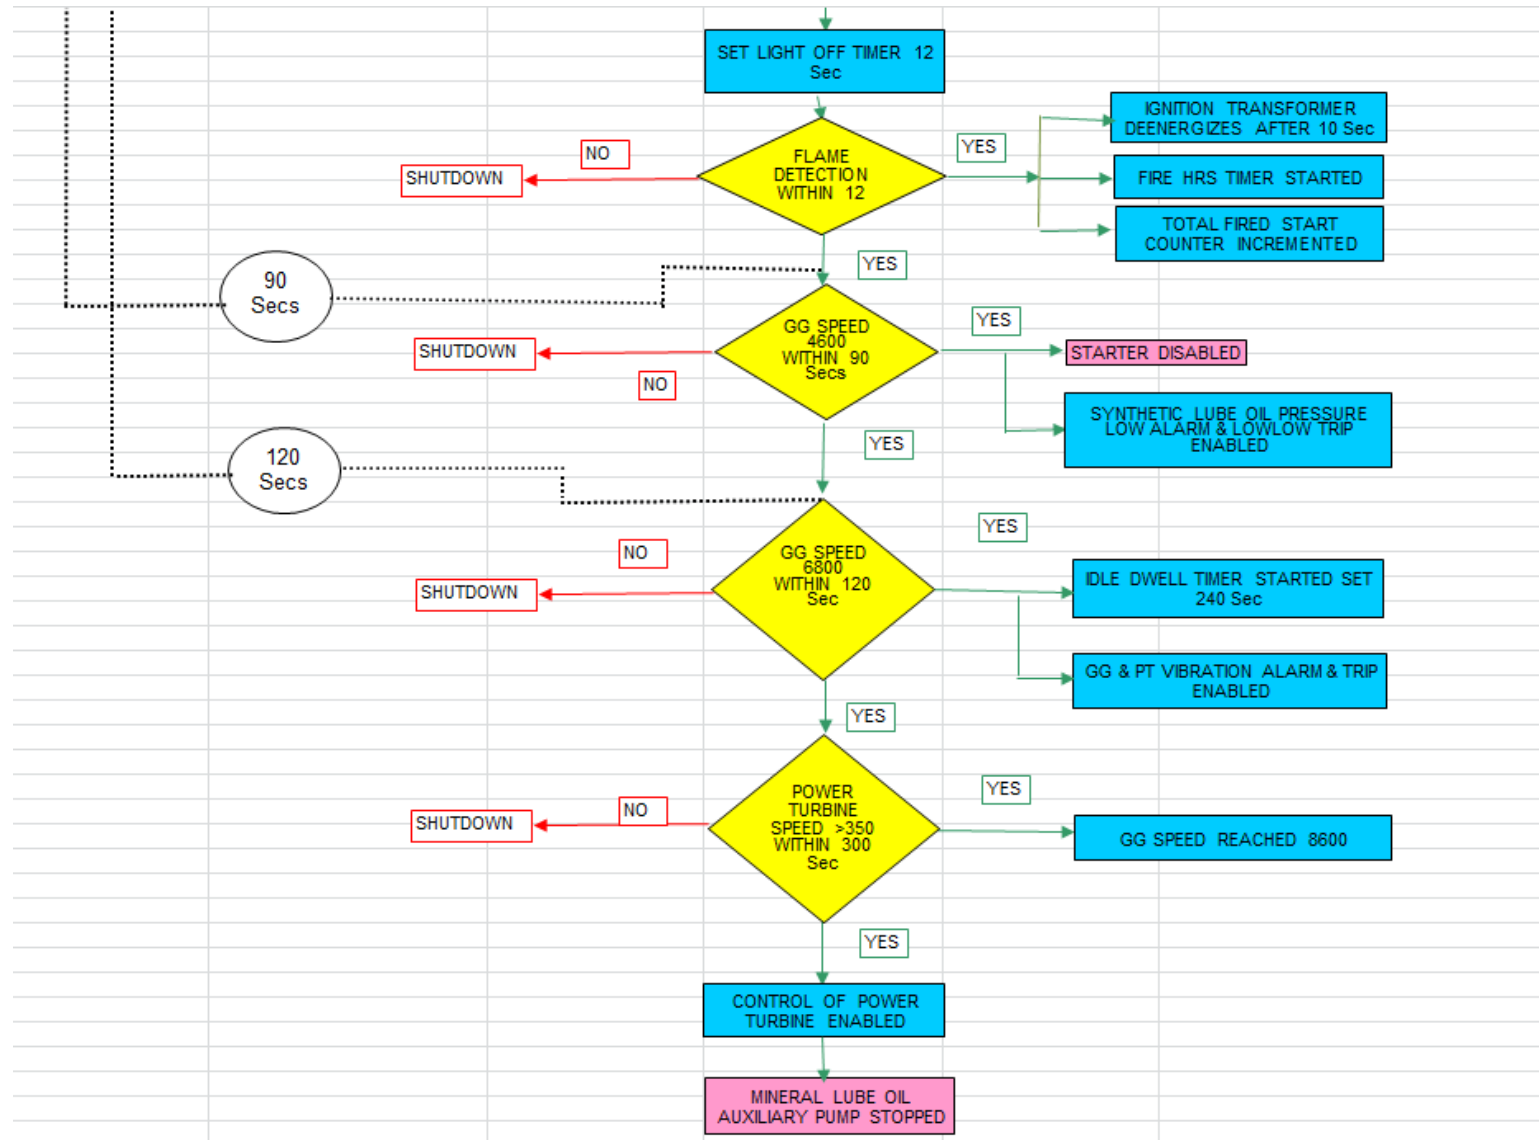 SET LIGHT OFF TIMER 12
Sec
IGNITION TRANSFORMER
DEENERGIZES AFTER 10 Sec
YES
NO
FLAME
DETECTION
WITHIN 12
SHUTDOWN
FIRE HRS TIMER STARTED
TOTAL FIRED START
COUNTER INCREMENTED
YES
90
Secs
YES
GG SPEED
4600
WITHIN 90
Secs
SHUTDOWN
STARTER DISABLED
NO
SYNTHETIC LUBE OIL PRESSURE
LOW ALARM & LOWLOW TRIP
ENABLED
YES
120
Secs
YES
NO
GG SPEED
6800
WITHIN 120
Sec
SHUTDOWN
IDLE DWELL TIMER STARTED SET
240 Sec
GG & PT VIBRATION ALARM & TRIP
ENABLED
YES
YES
NO
POWER
TURBINE
SPEED >350
WITHIN 300
Sec
SHUTDOWN
GG SPEED REACHED 8600
YES
CONTROL OF POWER
TURBINE ENABLED
MINERAL LUBE OIL
AUXILIARY PUMP STOPPED